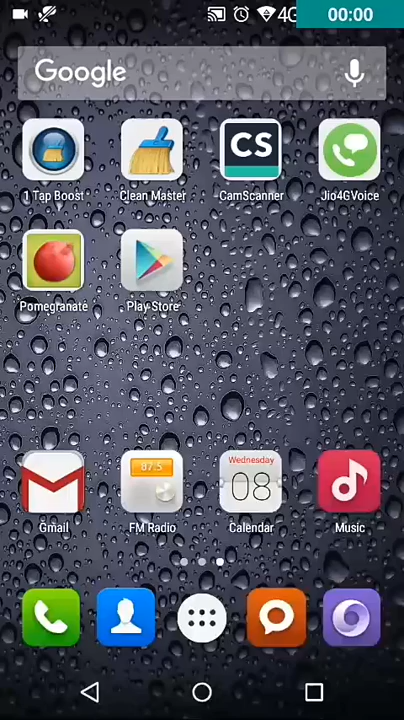 4G 00:00
Google
CS
1 Tap Boost Clean Master CamScanner Jio4GVoice
Pomegranate Play Store
87.5 Wednesday
08
Gmail FM Radio Calendar Music